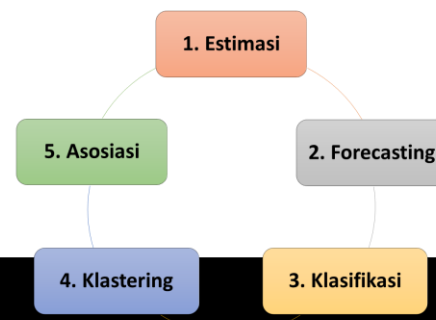 1. Estimasi
2. Forecasting
3. Klasifikasi
4. Klastering
5. Asosiasi